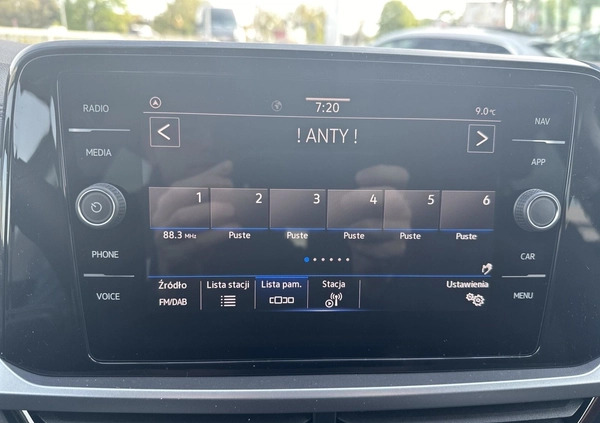 RADIO
MEDIA
PHONE
VOICE
7:20
9.0 °C
< ! ANTY ! >
1 2 3 4 5 6
88.3 MHz Puste Puste Puste Puste Puste
Źródło Lista stacji Lista pam. Stacja Ustawienia
FM/DAB
NAV
APP
CAR
MENU